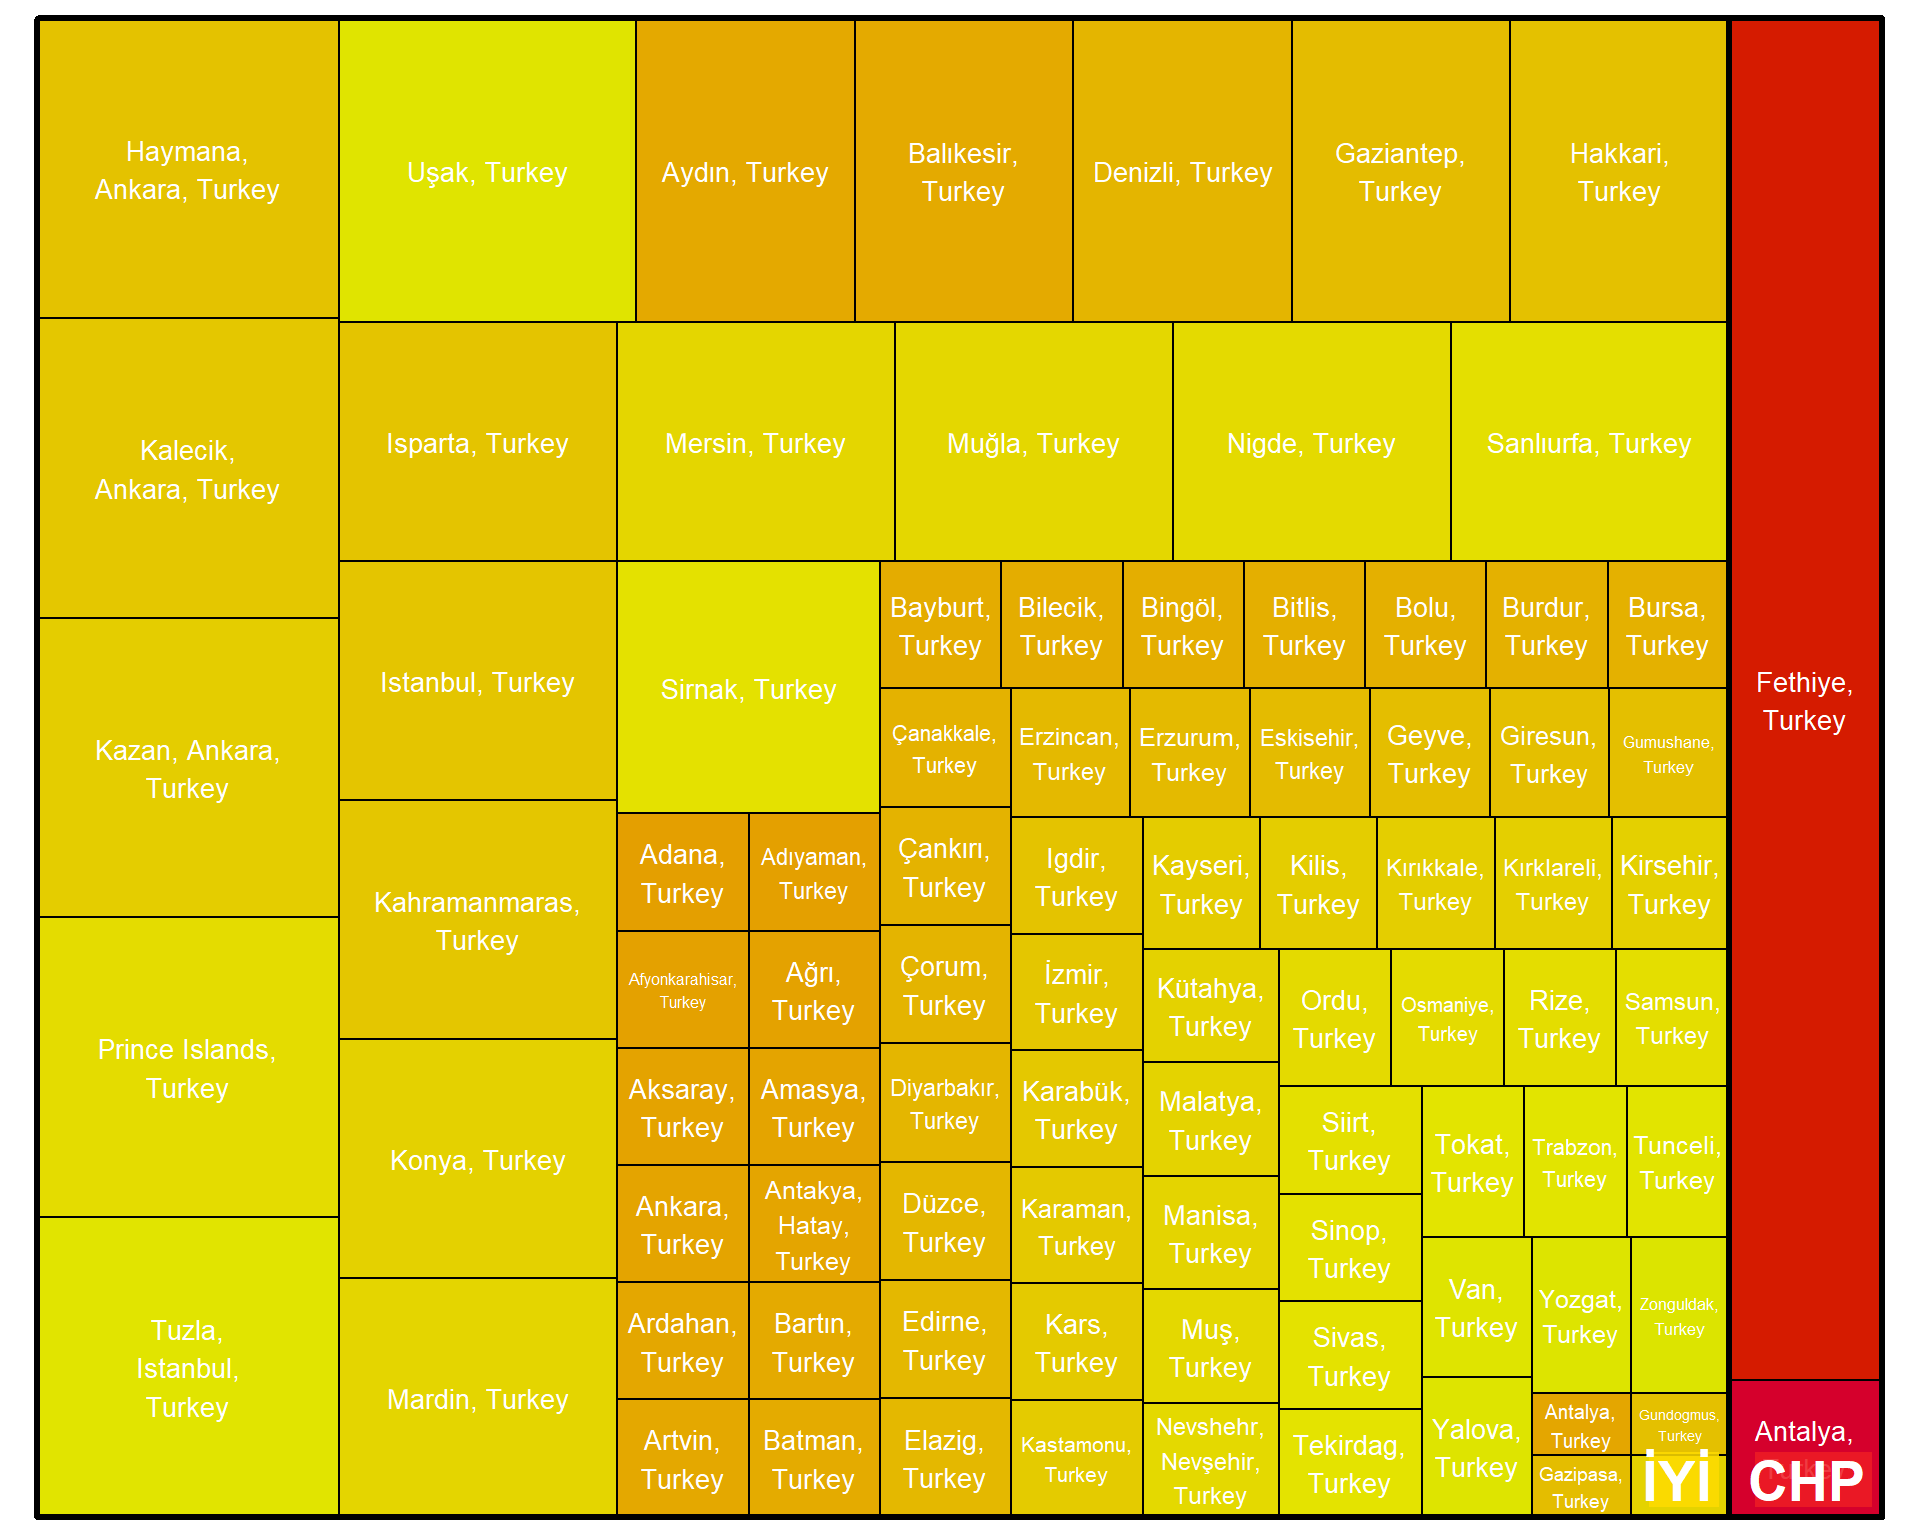 Haymana,
Ankara, Turkey
Kalecik,
Ankara, Turkey
Kazan, Ankara,
Turkey
Prince Islands,
Turkey
Tuzla,
Istanbul,
Turkey
Uşak, Turkey
Aydın, Turkey
Balıkesir,
Turkey
Denizli, Turkey
Gaziantep,
Turkey
Hakkari,
Turkey
Isparta, Turkey
Mersin, Turkey
Muğla, Turkey
Nigde, Turkey
Sanlıurfa, Turkey
Istanbul, Turkey
Kahramanmaras,
Turkey
Konya, Turkey
Mardin, Turkey
Sirnak, Turkey
Adana,
Turkey
Adıyaman,
Turkey
Afyonkarahisar,
Turkey
Ağrı,
Turkey
Aksaray,
Turkey
Amasya,
Turkey
Ankara,
Turkey
Antakya,
Hatay,
Turkey
Ardahan,
Turkey
Bartın,
Turkey
Artvin,
Turkey
Batman,
Turkey
Bayburt,
Turkey
Bilecik,
Turkey
Bingöl,
Turkey
Bitlis,
Turkey
Bolu,
Turkey
Burdur,
Turkey
Bursa,
Turkey
Çanakkale,
Turkey
Çankırı,
Turkey
Çorum,
Turkey
Diyarbakır,
Turkey
Düzce,
Turkey
Edirne,
Turkey
Elazig,
Turkey
Erzincan,
Turkey
Erzurum,
Turkey
Eskisehir,
Turkey
Geyve,
Turkey
Giresun,
Turkey
Gumushane,
Turkey
Igdir,
Turkey
İzmir,
Turkey
Karabük,
Turkey
Karaman,
Turkey
Kars,
Turkey
Kastamonu,
Turkey
Kayseri,
Turkey
Kilis,
Turkey
Kırıkkale,
Turkey
Kırklareli,
Turkey
Kirsehir,
Turkey
Kütahya,
Turkey
Malatya,
Turkey
Manisa,
Turkey
Muş,
Turkey
Nevshehr,
Nevşehir,
Turkey
Ordu,
Turkey
Osmaniye,
Turkey
Rize,
Turkey
Samsun,
Turkey
Siirt,
Turkey
Sinop,
Turkey
Sivas,
Turkey
Tekirdag,
Turkey
Tokat,
Turkey
Trabzon,
Turkey
Tunceli,
Turkey
Van,
Turkey
Yalova,
Turkey
Yozgat,
Turkey
Zonguldak,
Turkey
Antalya,
Turkey
Gundogmus,
Turkey
Gazipasa,
Turkey
İYİ
Fethiye,
Turkey
Antalya,
Turkey
CHP